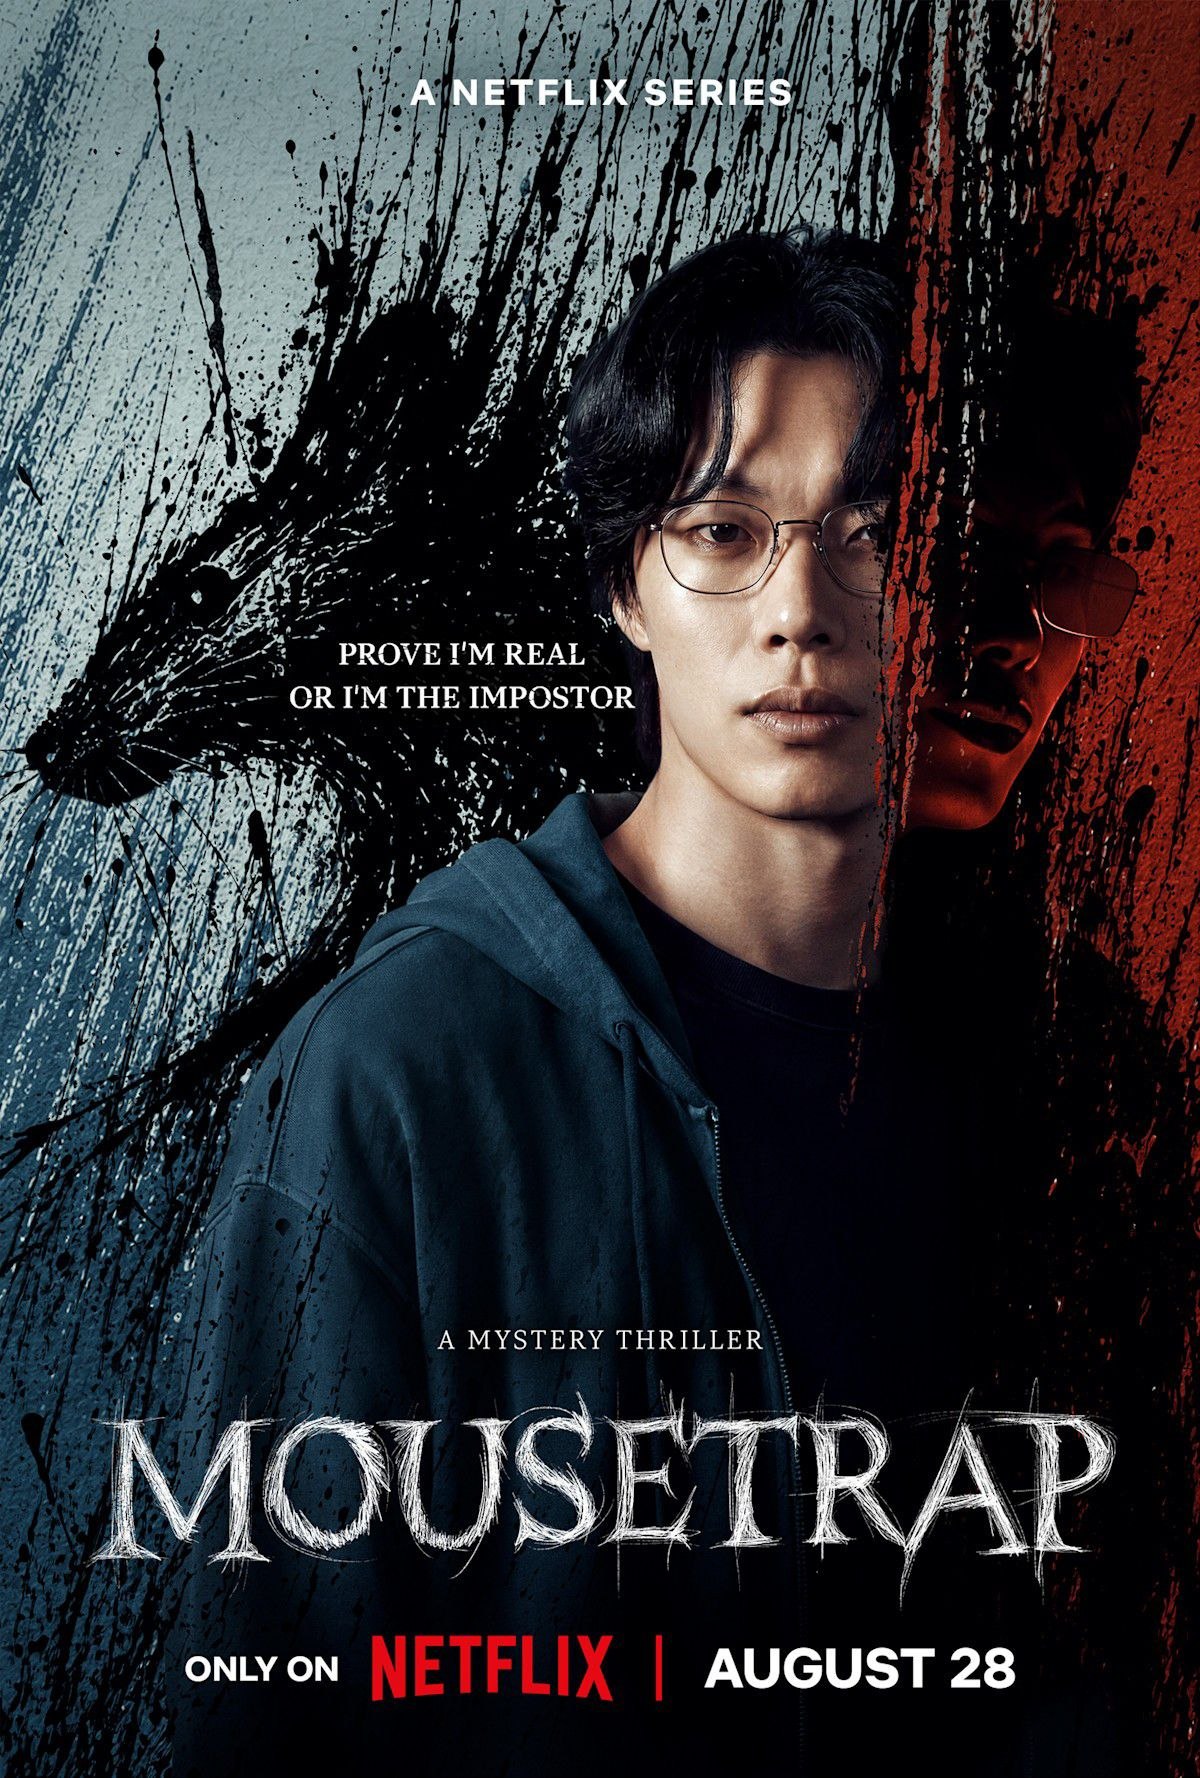 A NETFLIX SERIES
PROVE I'M REAL
OR I'M THE IMPOSTOR
A MYSTERY THRILLER
MOUSETRAP
ONLY ON NETFLIX | AUGUST 28